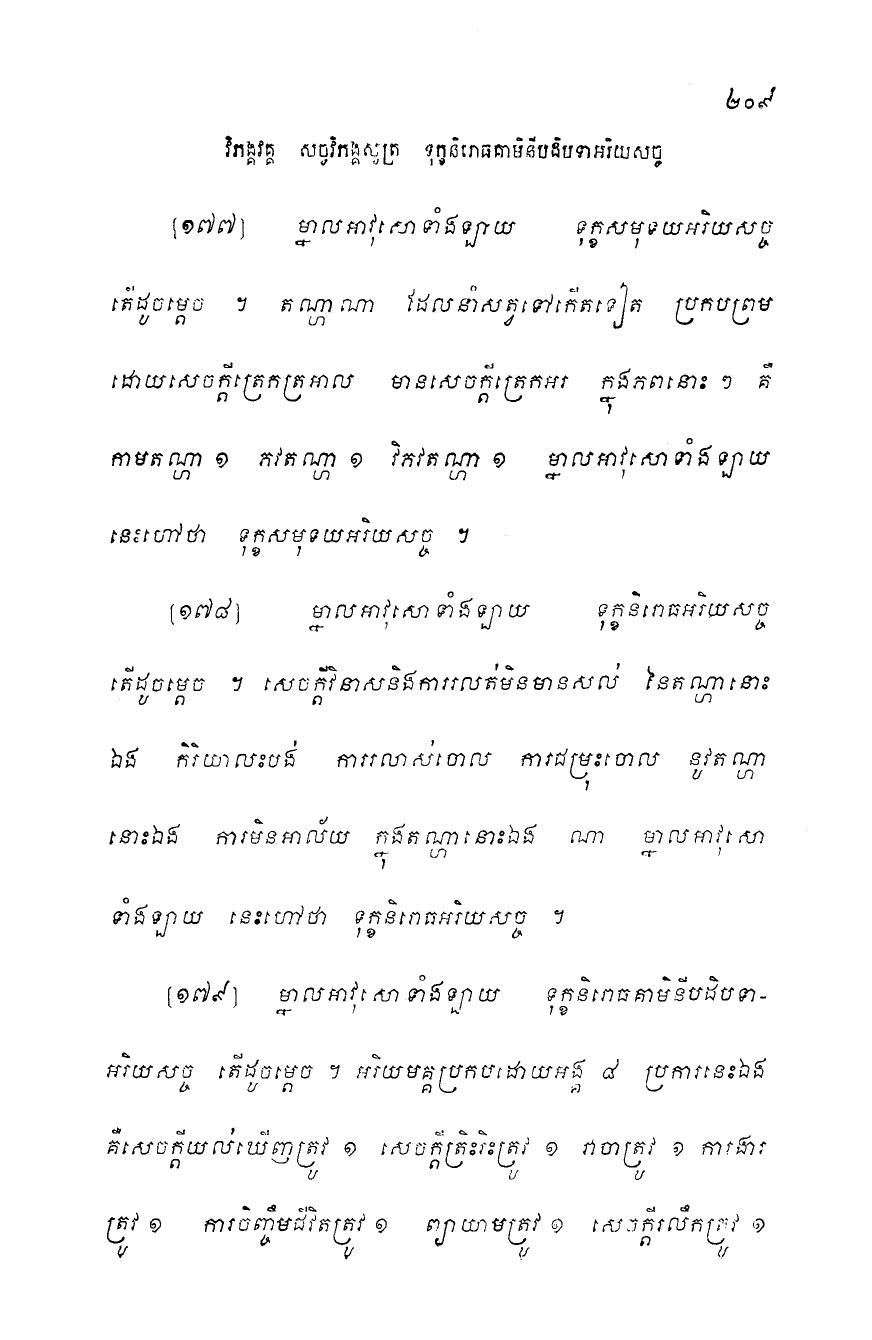 ២០៩
វិភង្គវគ្គ សច្ចវិភង្គសូត្រ ទុក្ខនិរោធគាមិនីបដិបទាអរិយសច្ច
[១៧៧] ម្នាលអាវុសោទាំងឡាយ ទុក្ខសមុទយអរិយសច្ច
តើដូចម្តេច ។ តណ្ហាណា ដែលនាំសត្វទៅកើតទៀត ប្រកបព្រម
ដោយសេចក្តីត្រេកត្រអាល មានសេចក្តីត្រេកអរ ក្នុងភពនោះ ៗ គឺ
កាមតណ្ហា ១ ភវតណ្ហា ១ វិភវតណ្ហា ១ ម្នាលអាវុសោទាំងឡាយ
នេះហៅថា ទុក្ខសមុទយអរិយសច្ច ។
[១៧៨] ម្នាលអាវុសោទាំងឡាយ ទុក្ខនិរោធអរិយសច្ច
តើដូចម្តេច ។ សេចក្តីវិនាសនិងការរលត់មិនមានសល់ នៃតណ្ហានោះ
ឯង កិរិយាលះបង់ ការរលាស់ចោល ការជម្រុះចោល នូវតណ្ហា
នោះឯង ការមិនអាល័យ ក្នុងតណ្ហានោះឯង ណា ម្នាលអាវុសោ
ទាំងឡាយ នេះហៅថា ទុក្ខនិរោធអរិយសច្ច ។
[១៧៩] ម្នាលអាវុសោទាំងឡាយ ទុក្ខនិរោធគាមិនីបដិបទា-
អរិយសច្ច តើដូចម្តេច ។ អរិយមគ្គប្រកបដោយអង្គ ៨ ប្រការនេះឯង
គឺសេចក្តីយល់ឃើញត្រូវ ១ សេចក្តីត្រិះរិះត្រូវ ១ វាចាត្រូវ ១ ការងារ
ត្រូវ ១ ការចិញ្ចឹមជីវិតត្រូវ ១ ព្យាយាមត្រូវ ១ សេចក្តីរលឹកត្រូវ ១